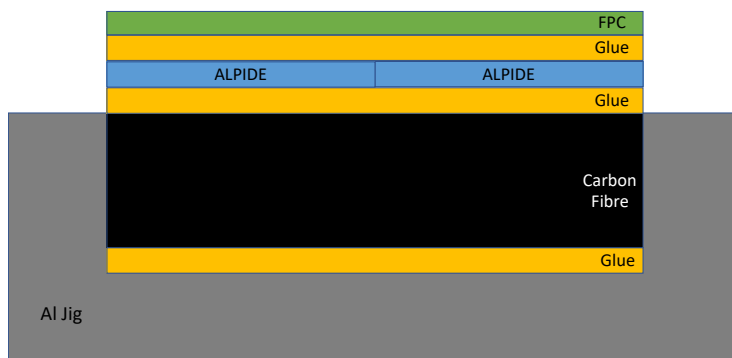 FPC
Glue
ALPIDE ALPIDE
Glue
Carbon
Fibre
Glue
Al Jig